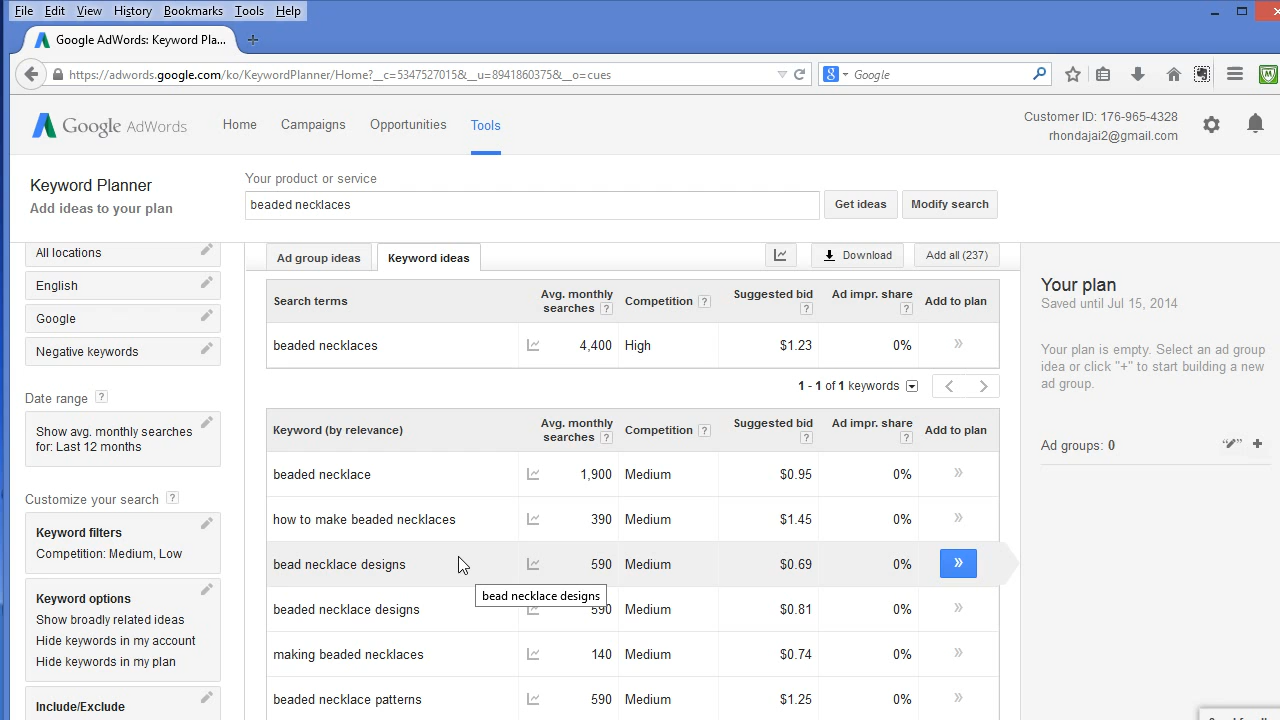 File Edit View History Bookmarks Tools Help
Google AdWords: Keyword Pla...
https://adwords.google.com/ko/KeywordPlanner/Home?__c=5347527015&__u=8941860375&__o=cues
Google
Google AdWords Home Campaigns Opportunities Tools
Customer ID: 176-965-4328
rhondajai2@gmail.com
Keyword Planner
Add ideas to your plan
Your product or service
beaded necklaces
Get ideas Modify search
All locations
English
Google
Negative keywords
Date range ?
Show avg. monthly searches
for: Last 12 months
Customize your search ?
Keyword filters
Competition: Medium, Low
Keyword options
Show broadly related ideas
Hide keywords in my account
Hide keywords in my plan
Include/Exclude
Ad group ideas Keyword ideas Download Add all (237)
Search terms Avg. monthly searches ? Competition ? Suggested bid ? Ad impr. share ? Add to plan
beaded necklaces 4,400 High $1.23 0% »
1 - 1 of 1 keywords
Keyword (by relevance) Avg. monthly searches ? Competition ? Suggested bid ? Ad impr. share ? Add to plan
beaded necklace 1,900 Medium $0.95 0% »
how to make beaded necklaces 390 Medium $1.45 0% »
bead necklace designs 590 Medium $0.69 0% »
bead necklace designs
beaded necklace designs 590 Medium $0.81 0% »
making beaded necklaces 140 Medium $0.74 0% »
beaded necklace patterns 590 Medium $1.25 0% »
Your plan
Saved until Jul 15, 2014
Your plan is empty. Select an ad group
idea or click "+" to start building a new
ad group.
Ad groups: 0